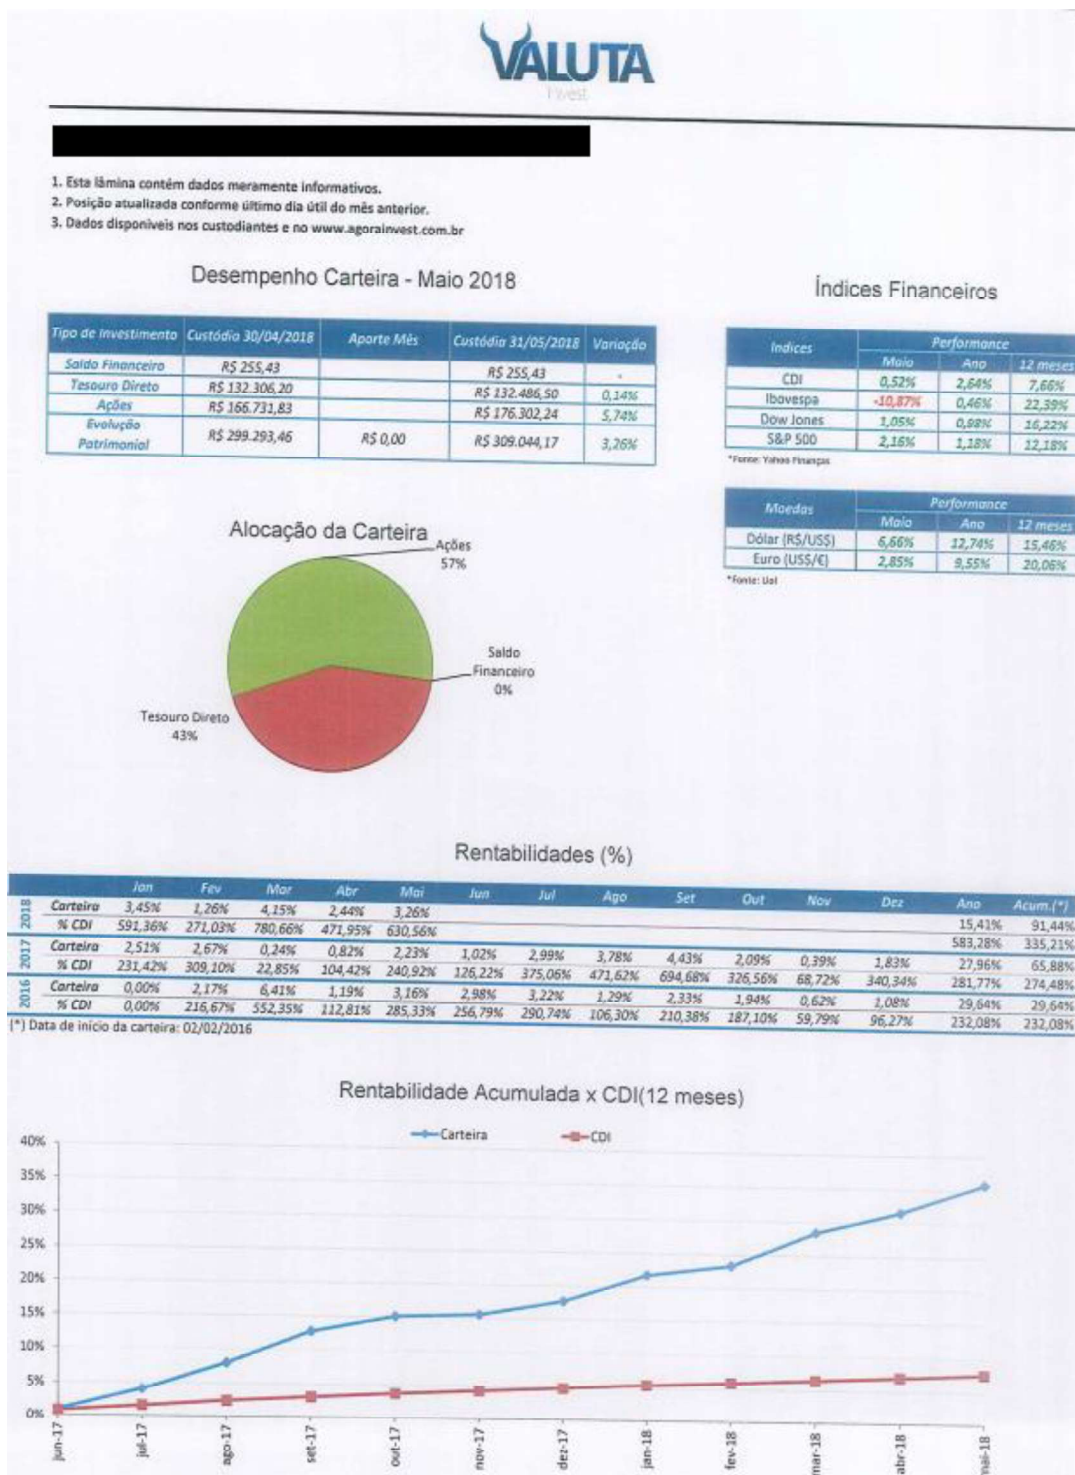 VALUTA
Invest
1. Esta lâmina contém dados meramente informativos.
2. Posição atualizada conforme último dia útil do mês anterior.
3. Dados disponiveis nos custodiantes e no www.agorainvest.com.br
Desempenho Carteira - Maio 2018
Tipo de Investimento Custódia 30/04/2018 Aporte Mês Custódia 31/05/2018 Variação
Saldo Financeiro R$ 255,43 R$ 255,43 -
Tesouro Direto R$ 132.306,20 R$ 132.486,50 0,14%
Ações R$ 166.731,83 R$ 176.302,24 5,74%
Evolução Patrimonial R$ 299.293,46 R$ 0,00 R$ 309.044,17 3,26%
Índices Financeiros
Indices Performance
Maio Ano 12 meses
CDI 0,52% 2,64% 7,66%
Ibovespa -10,87% 0,46% 22,39%
Dow Jones 1,05% 0,98% 16,22%
S&P 500 2,16% 1,18% 12,18%
*Fonte: Yahoo Finanças
Moedas Performance
Maio Ano 12 meses
Dólar (R$/US$) 6,66% 12,74% 15,46%
Euro (US$/€) 2,85% 9,55% 20,06%
*Fonte: Uol
Alocação da Carteira
Ações
57%
Saldo
Financeiro
0%
Tesouro Direto
43%
Rentabilidades (%)
Jan Fev Mar Abr Mai Jun Jul Ago Set Out Nov Dez Ano Acum.(*)
2018
Carteira 3,45% 1,26% 4,15% 2,44% 3,26% 15,41% 91,44%
% CDI 591,36% 271,03% 780,66% 471,95% 630,56% 583,28% 335,21%
2017
Carteira 2,51% 2,67% 0,24% 0,82% 2,23% 1,02% 2,99% 3,78% 4,43% 2,09% 0,39% 1,83% 27,96% 65,88%
% CDI 231,42% 309,10% 22,85% 104,42% 240,92% 126,22% 375,06% 471,62% 694,68% 326,56% 68,72% 340,34% 281,77% 274,48%
2016
Carteira 0,00% 2,17% 6,41% 1,19% 3,16% 2,98% 3,22% 1,29% 2,33% 1,94% 0,62% 1,08% 29,64% 29,64%
% CDI 0,00% 216,67% 552,35% 112,81% 285,33% 256,79% 290,74% 106,30% 210,38% 187,10% 59,79% 96,27% 232,08% 232,08%
(*) Data de início da carteira: 02/02/2016
Rentabilidade Acumulada x CDI(12 meses)
Carteira CDI
40%
35%
30%
25%
20%
15%
10%
5%
0%
jun-17 jul-17 ago-17 set-17 out-17 nov-17 dez-17 jan-18 fev-18 mar-18 abr-18 mai-18